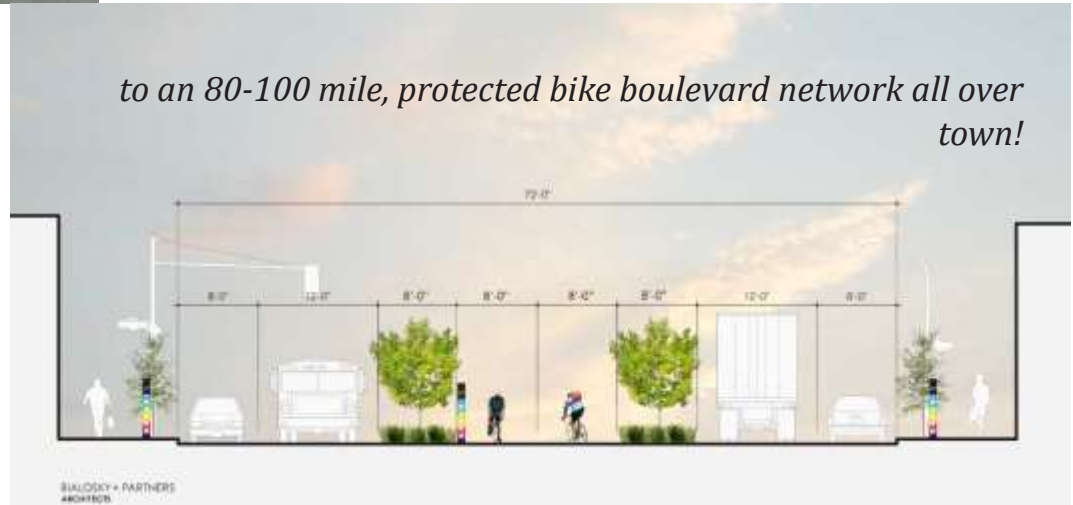 to an 80-100 mile, protected bike boulevard network all over
town!
72'-0"
8'-0" 12'-0" 8'-0" 8'-0" 8'-0" 8'-0" 12'-0" 8'-0"
BIALOSKY + PARTNERS
ARCHITECTS